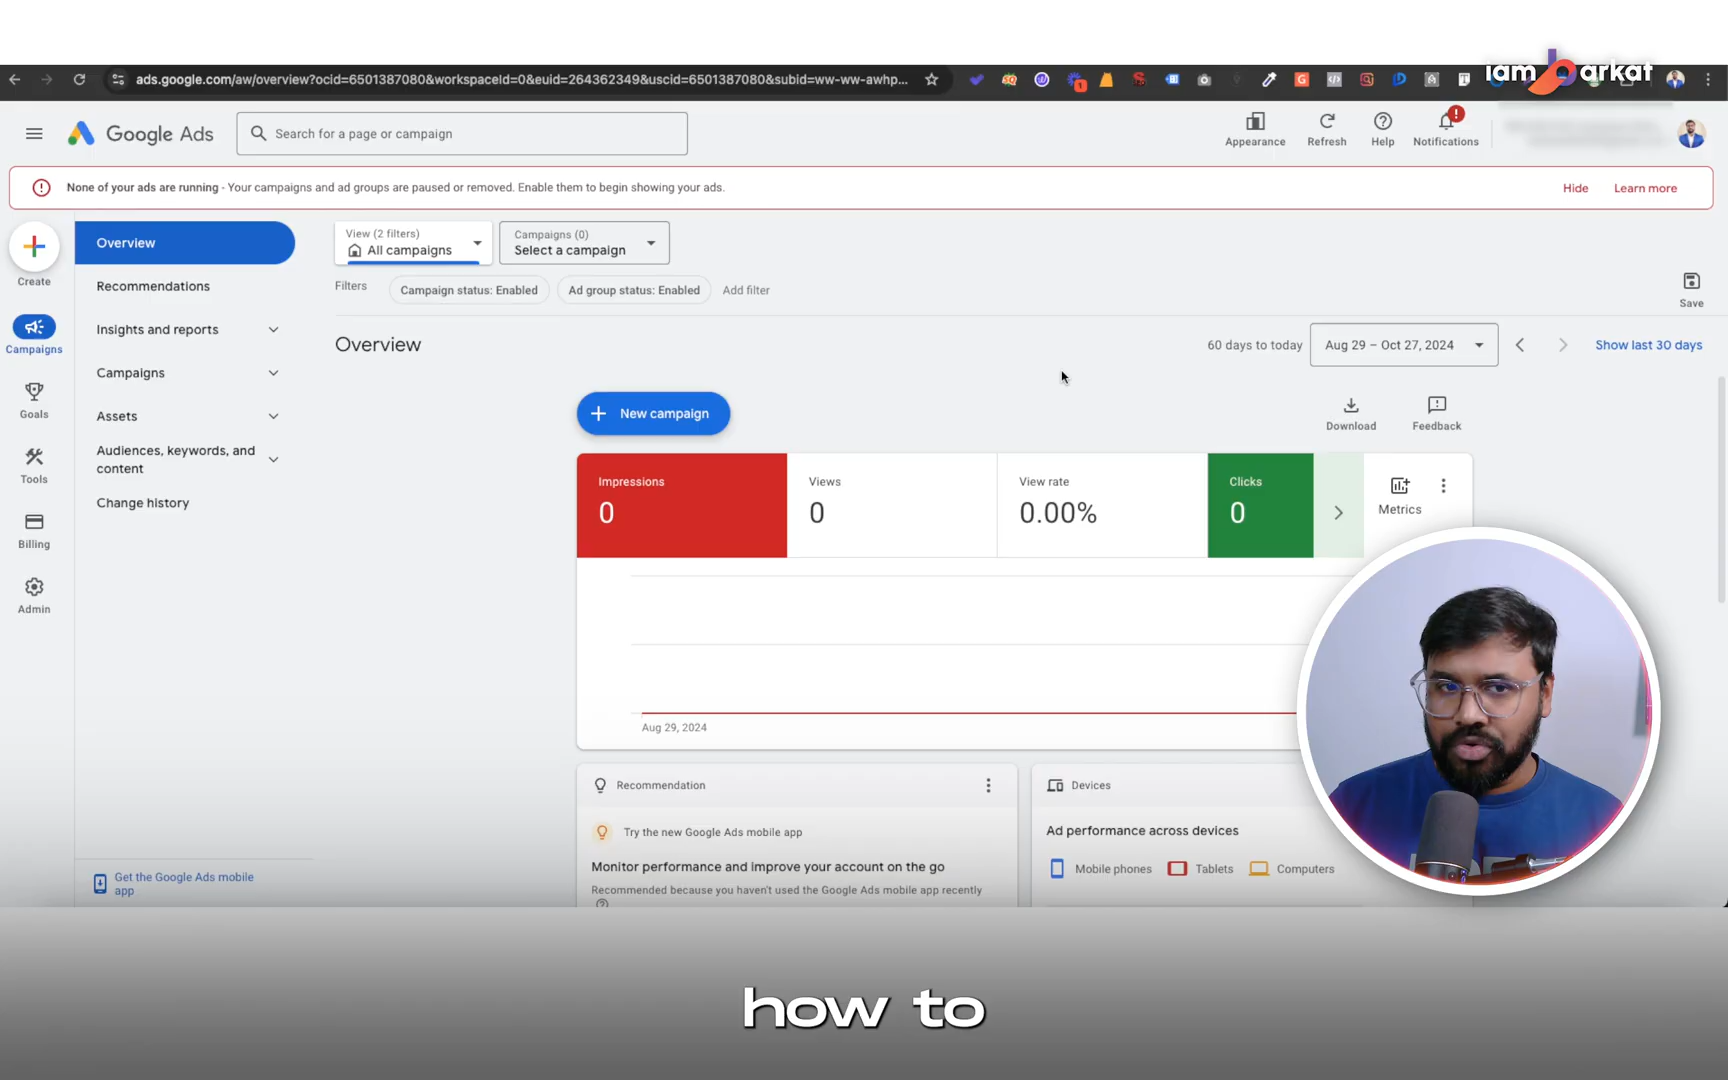 iam barkat
ads.google.com/aw/overview?ocid=6501387080&workspaceId=0&euid=264362349&uscid=6501387080&subid=ww-ww-awhp...
Google Ads
Search for a page or campaign
Appearance
Refresh
Help
Notifications
None of your ads are running - Your campaigns and ad groups are paused or removed. Enable them to begin showing your ads.
Hide
Learn more
Create
Campaigns
Goals
Tools
Billing
Admin
Overview
Recommendations
Insights and reports
Campaigns
Assets
Audiences, keywords, and
content
Change history
Get the Google Ads mobile
app
View (2 filters)
All campaigns
Campaigns (0)
Select a campaign
Filters
Campaign status: Enabled
Ad group status: Enabled
Add filter
Save
Overview
60 days to today
Aug 29 – Oct 27, 2024
Show last 30 days
New campaign
Download
Feedback
Impressions
0
Views
0
View rate
0.00%
Clicks
0
Metrics
Aug 29, 2024
Recommendation
Try the new Google Ads mobile app
Monitor performance and improve your account on the go
Recommended because you haven't used the Google Ads mobile app recently
Devices
Ad performance across devices
Mobile phones
Tablets
Computers
how to